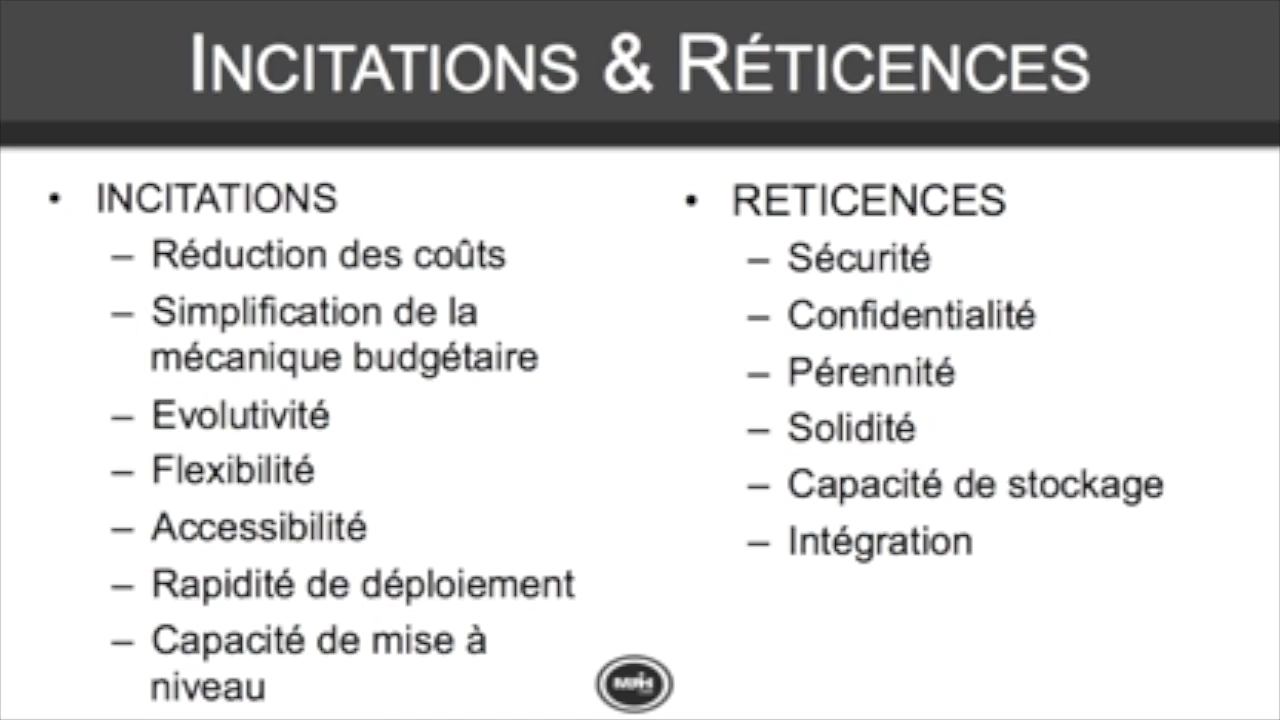 INCITATIONS & RÉTICENCES
• INCITATIONS
– Réduction des coûts
– Simplification de la
mécanique budgétaire
– Evolutivité
– Flexibilité
– Accessibilité
– Rapidité de déploiement
– Capacité de mise à
niveau
• RETICENCES
– Sécurité
– Confidentialité
– Pérennité
– Solidité
– Capacité de stockage
– Intégration